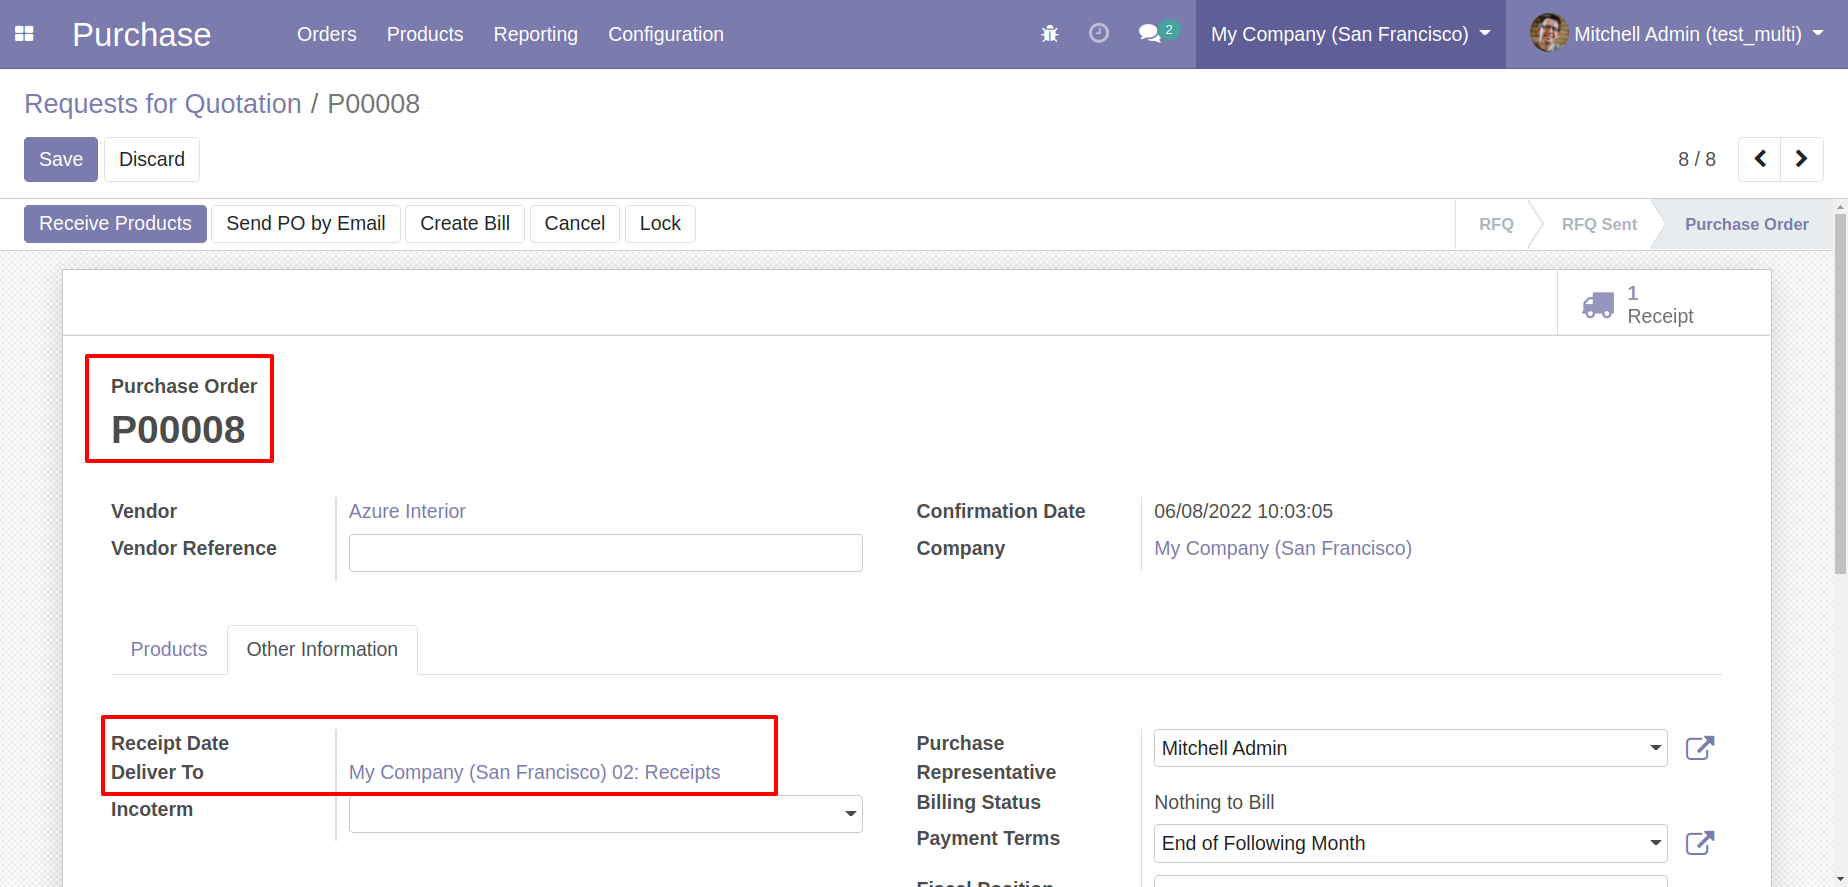 Purchase Orders Products Reporting Configuration 2 My Company (San Francisco) Mitchell Admin (test_multi)
Requests for Quotation / P00008
Save Discard 8 / 8
Receive Products Send PO by Email Create Bill Cancel Lock RFQ RFQ Sent Purchase Order
1
Receipt
Purchase Order
P00008
Vendor Azure Interior
Vendor Reference
Confirmation Date 06/08/2022 10:03:05
Company My Company (San Francisco)
Products Other Information
Receipt Date
Deliver To My Company (San Francisco) 02: Receipts
Incoterm
Purchase Representative Mitchell Admin
Billing Status Nothing to Bill
Payment Terms End of Following Month
Fiscal Position